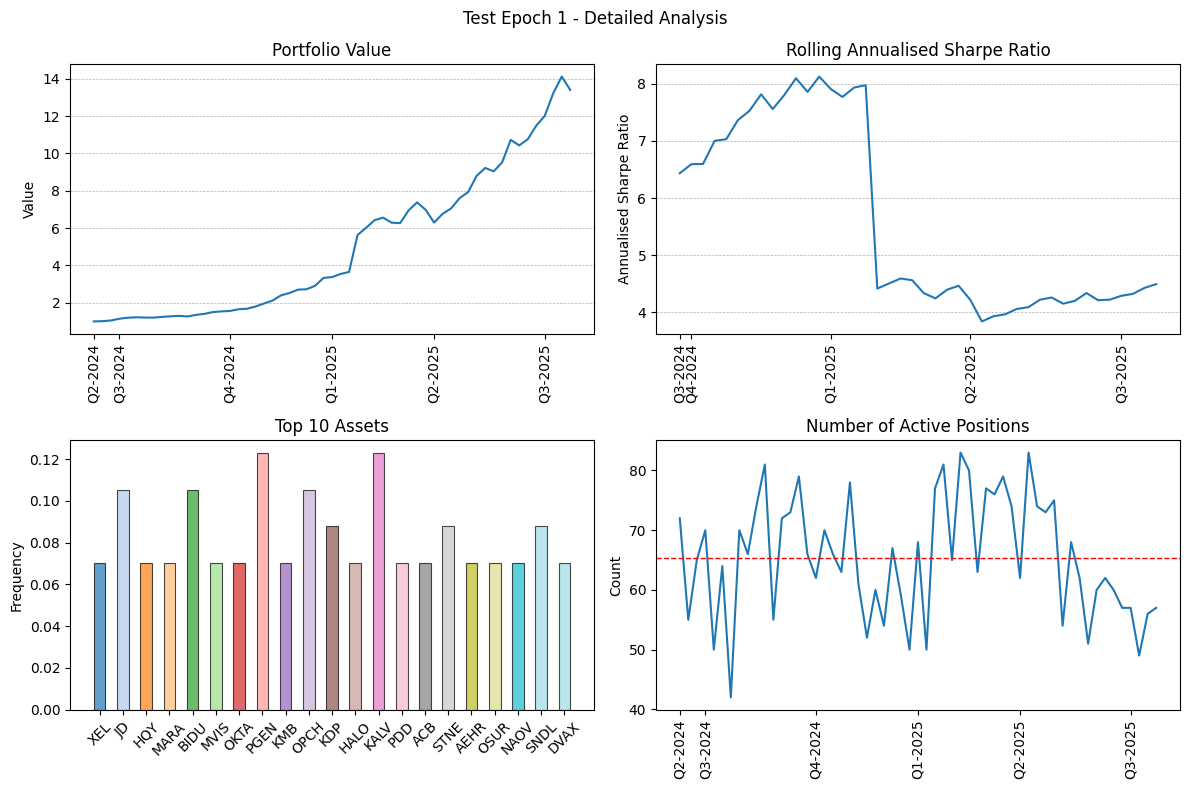 Test Epoch 1 - Detailed Analysis
Portfolio Value
Value
14
12
10
8
6
4
2
Q2-2024
Q3-2024
Q4-2024
Q1-2025
Q2-2025
Q3-2025
Rolling Annualised Sharpe Ratio
Annualised Sharpe Ratio
8
7
6
5
4
Q3-2024
Q4-2024
Q1-2025
Q2-2025
Q3-2025
Top 10 Assets
Frequency
0.12
0.10
0.08
0.06
0.04
0.02
0.00
XEL
JD
HQY
MARA
BIDU
MVIS
OKTA
PGEN
KMB
OPCH
KDP
HALO
KALV
PDD
ACB
STNE
AEHR
OSUR
NAOV
SNDL
DVAX
Number of Active Positions
Count
80
70
60
50
40
Q2-2024
Q3-2024
Q4-2024
Q1-2025
Q2-2025
Q3-2025